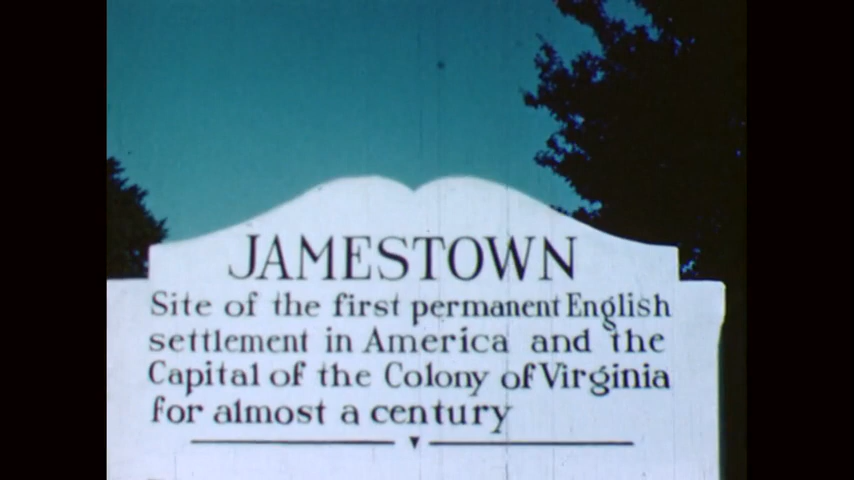 JAMESTOWN
Site of the first permanent English
settlement in America and the
Capital of the Colony of Virginia
for almost a century